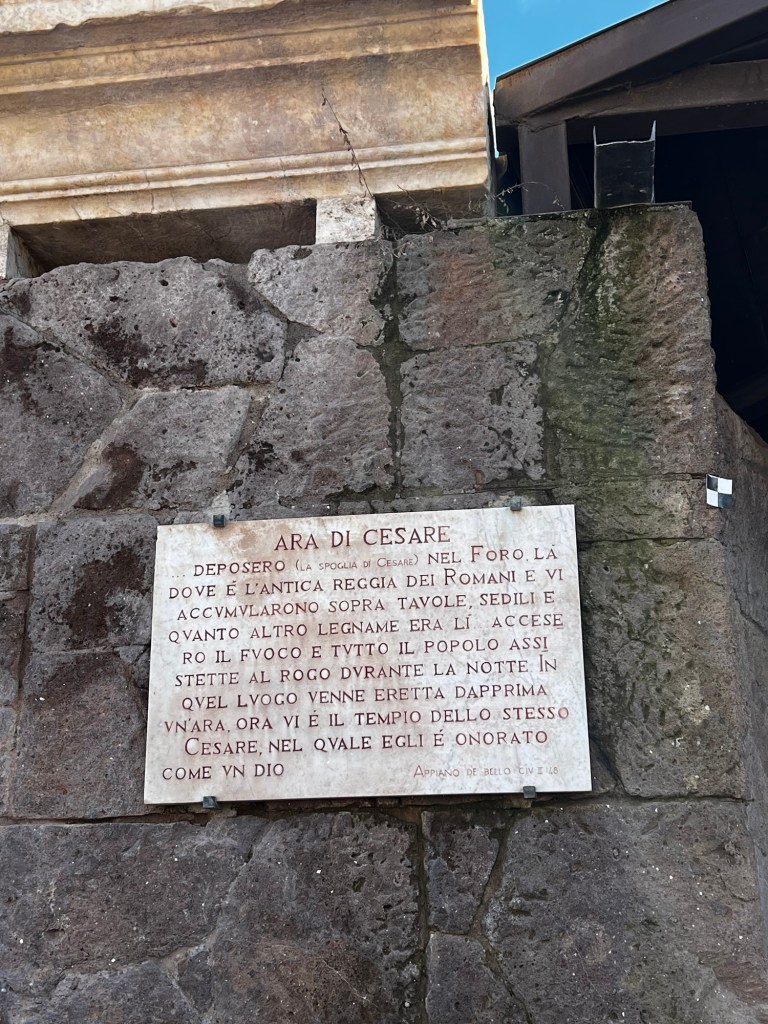 ARA DI CESARE
... DEPOSERO (LA SPOGLIA DI CESARE) NEL FORO, LÁ
DOVE É L'ANTICA REGGIA DEI ROMANI E VI
ACCVMVLARONO SOPRA TAVOLE, SEDILI E
QVANTO ALTRO LEGNAME ERA LÍ ACCESE
RO IL FVOCO E TVTTO IL POPOLO ASSI
STETTE AL ROGO DVRANTE LA NOTTE IN
QVEL LVOGO VENNE ERETTA DAPPRIMA
VN'ARA, ORA VI É IL TEMPIO DELLO STESSO
CESARE, NEL QVALE EGLI É ONORATO
COME VN DIO
APPIANO DE BELLO CIV II 148